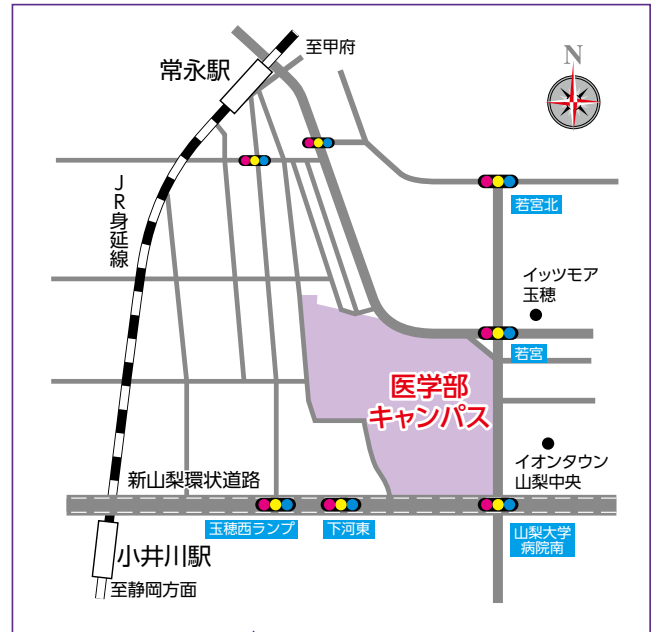 至甲府
常永駅
N
JR身延線
若宮北
イッツモア
玉穂
若宮
医学部
キャンパス
イオンタウン
山梨中央
新山梨環状道路
玉穂西ランプ
下河東
山梨大学
病院南
小井川駅
至静岡方面